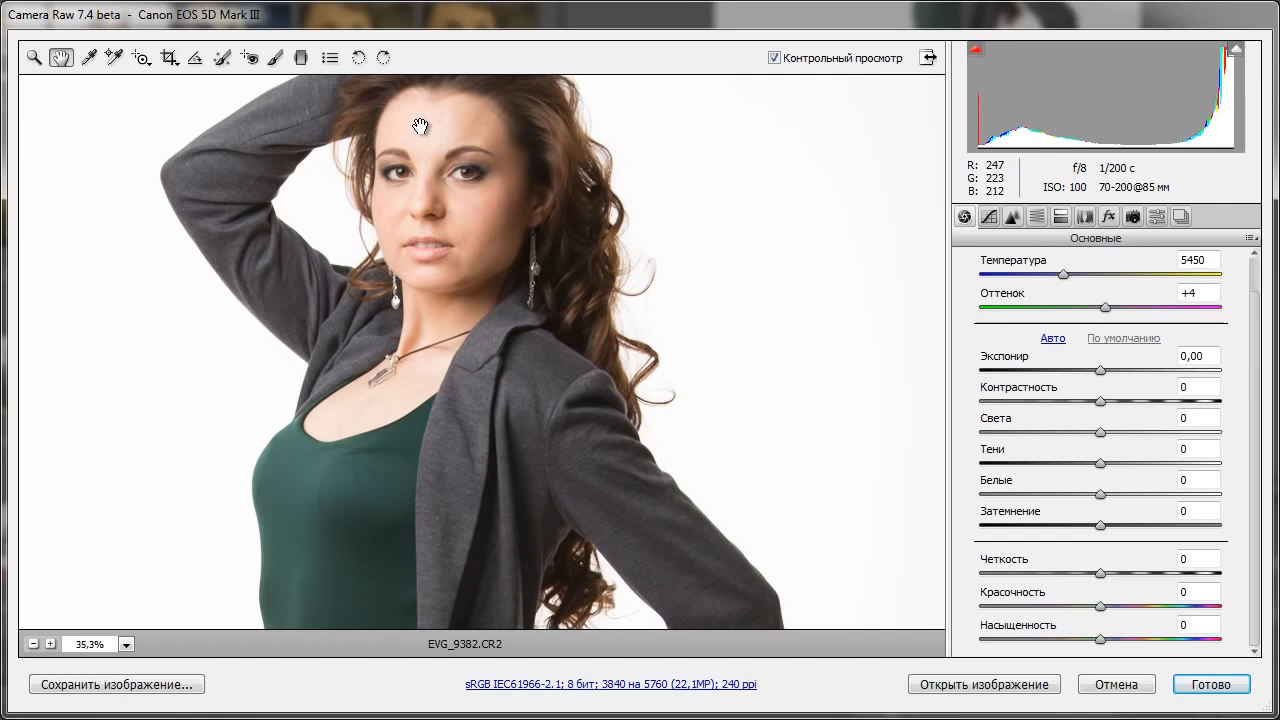 Camera Raw 7.4 beta - Canon EOS 5D Mark III
Контрольный просмотр
R: 247
G: 223
B: 212
f/8 1/200 с
ISO: 100 70-200@85 мм
fx
Основные
Температура 5450
Оттенок +4
Авто По умолчанию
Экспонир 0,00
Контрастность 0
Света 0
Тени 0
Белые 0
Затемнение 0
Четкость 0
Красочность 0
Насыщенность 0
35,3% EVG_9382.CR2
Сохранить изображение... sRGB IEC61966-2.1; 8 бит; 3840 на 5760 (22,1MP); 240 ppi Открыть изображение Отмена Готово